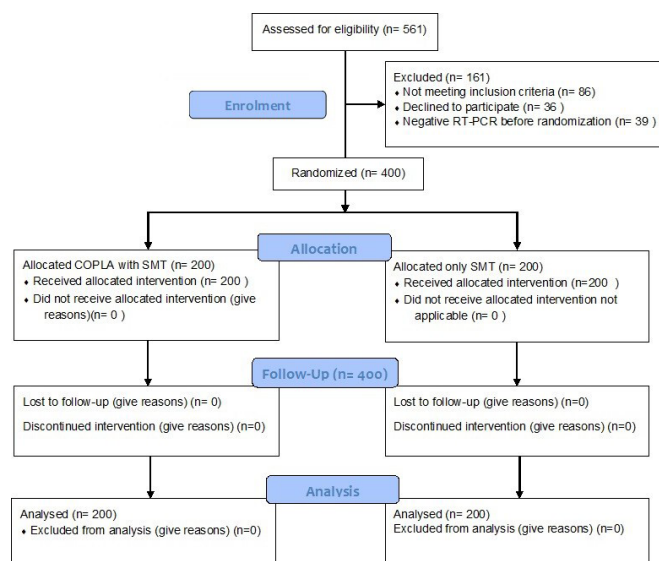 Assessed for eligibility (n= 561)
Enrolment
Excluded (n= 161)
♦ Not meeting inclusion criteria (n= 86)
♦ Declined to participate (n= 36 )
♦ Negative RT-PCR before randomization (n= 39 )
Randomized (n= 400)
Allocation
Allocated COPLA with SMT (n= 200)
♦ Received allocated intervention (n= 200 )
♦ Did not receive allocated intervention (give
reasons)(n= 0 )
Allocated only SMT (n= 200)
♦ Received allocated intervention (n=200 )
♦ Did not receive allocated intervention not
applicable (n= 0 )
Follow-Up (n= 400)
Lost to follow-up (give reasons) (n= 0)
Discontinued intervention (give reasons) (n=0)
Lost to follow-up (give reasons) (n=0)
Discontinued intervention (give reasons) (n=0)
Analysis
Analysed (n= 200)
♦ Excluded from analysis (give reasons) (n=0)
Analysed (n= 200)
Excluded from analysis (give reasons) (n=0)